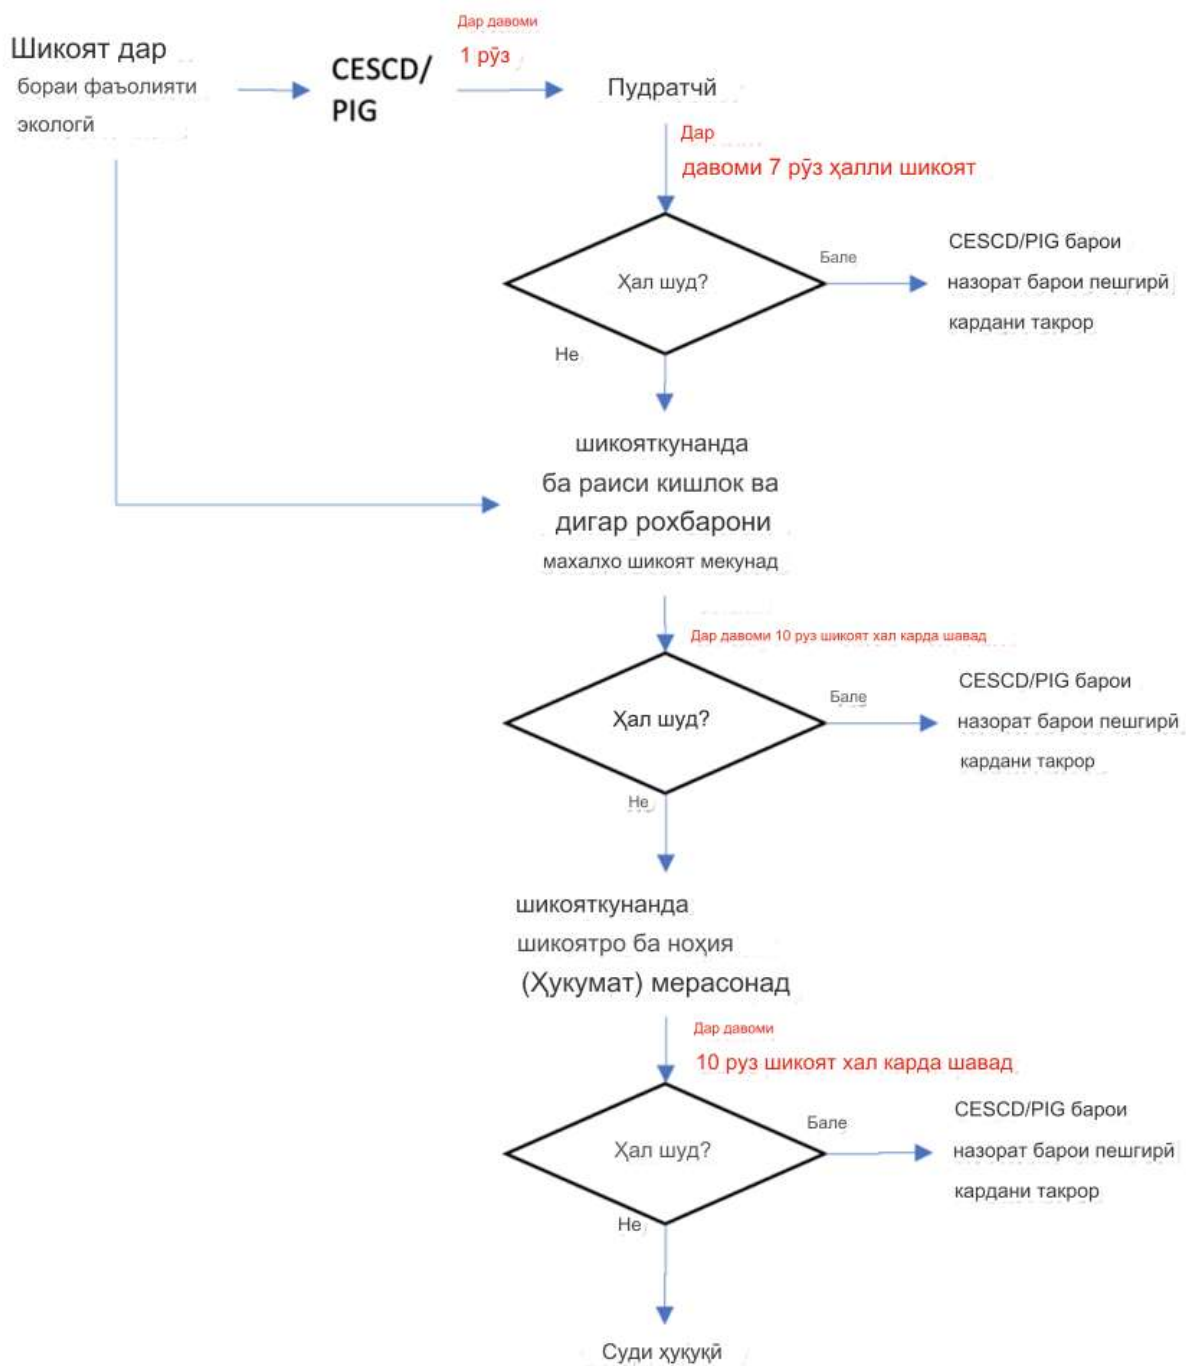 Шикоят дар
бораи фаъолияти
экологӣ
CESCD/
PIG
Дар давоми
1 рӯз
Пудратчӣ
Дар
давоми 7 рӯз ҳалли шикоят
Ҳал шуд?
Бале
CESCD/PIG барои
назорат барои пешгирӣ
кардани такрор
Не
шикояткунанда
ба раиси кишлок ва
дигар рохбарони
махалхо шикоят мекунад
Дар давоми 10 руз шикоят хал карда шавад
Ҳал шуд?
Бале
CESCD/PIG барои
назорат барои пешгирӣ
кардани такрор
Не
шикояткунанда
шикоятро ба ноҳия
(Ҳукумат) мерасонад
Дар давоми
10 руз шикоят хал карда шавад
Ҳал шуд?
Бале
CESCD/PIG барои
назорат барои пешгирӣ
кардани такрор
Не
Суди ҳуқуқӣ